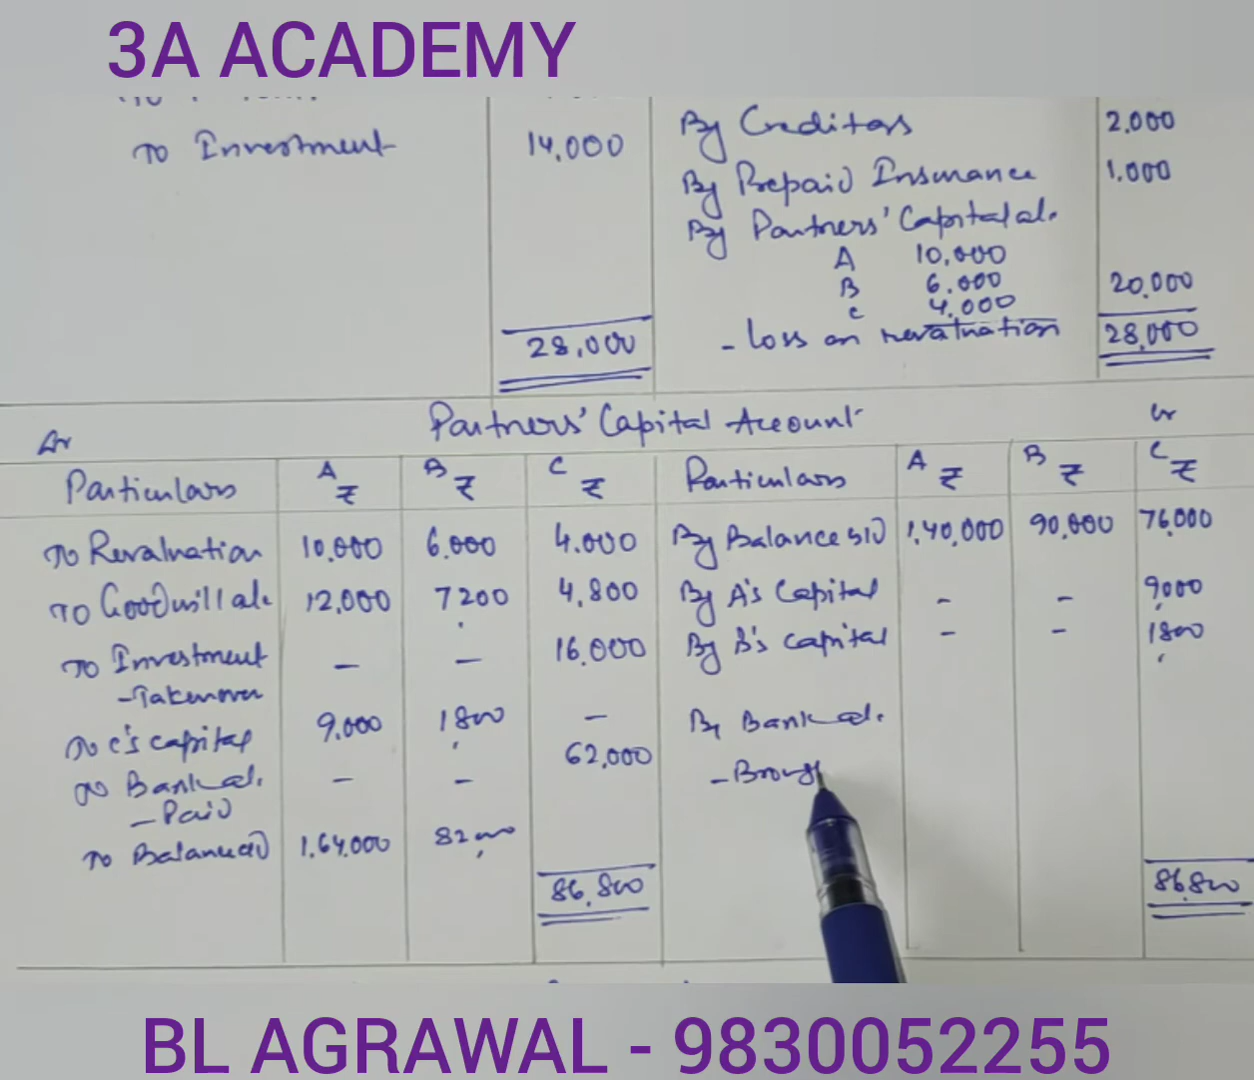 3A ACADEMY
To Investment 14,000 By Creditors 2,000
By Prepaid Insurance 1,000
By Partners' Capital a/c.
A 10,000
B 6,000
C 4,000 20,000
28,000 - Loss on revaluation 28,000
Partners' Capital Account
Dr Cr
Particulars A ₹ B ₹ C ₹ Particulars A ₹ B ₹ C ₹
To Revaluation 10,000 6,000 4,000 By Balance b/d 1,40,000 90,000 76,000
To Goodwill a/c 12,000 7200 4,800 By A's Capital - - 9000
To Investment - - 16,000 By B's capital - - 1800
- Takenover
To C's capital 9,000 1800 - By Bank a/c.
To Bank a/c. - - 62,000 - Broug
- Paid
To Balance c/d 1,64,000 82
86,800 86,800
BL AGRAWAL - 9830052255